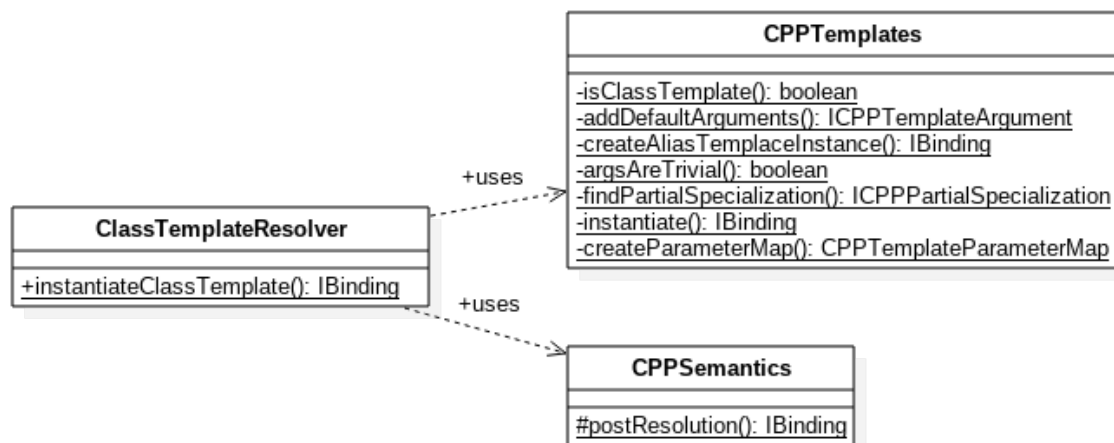 CPPTemplates
-isClassTemplate(): boolean
-addDefaultArguments(): ICPPTemplateArgument
-createAliasTemplaceInstance(): IBinding
-argsAreTrivial(): boolean
-findPartialSpecialization(): ICPPPartialSpecialization
-instantiate(): IBinding
-createParameterMap(): CPPTemplateParameterMap
+uses
ClassTemplateResolver
+instantiateClassTemplate(): IBinding
+uses
CPPSemantics
#postResolution(): IBinding